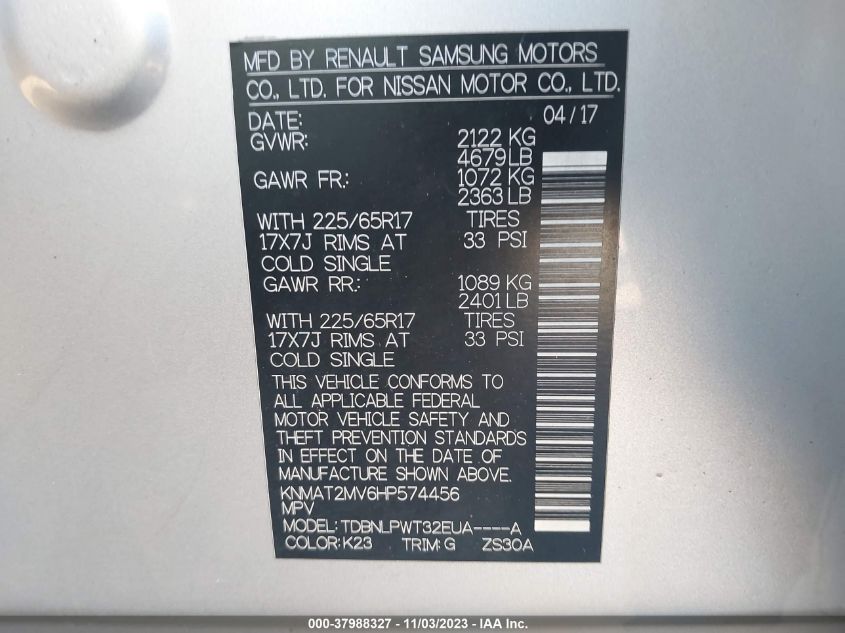 MFD BY RENAULT SAMSUNG MOTORS
CO., LTD. FOR NISSAN MOTOR CO., LTD.
DATE: 04/17
GVWR: 2122 KG
4679 LB
GAWR FR.: 1072 KG
2363 LB
WITH 225/65R17 TIRES
17X7J RIMS AT 33 PSI
COLD SINGLE
GAWR RR.: 1089 KG
2401 LB
WITH 225/65R17 TIRES
17X7J RIMS AT 33 PSI
COLD SINGLE
THIS VEHICLE CONFORMS TO
ALL APPLICABLE FEDERAL
MOTOR VEHICLE SAFETY AND
THEFT PREVENTION STANDARDS
IN EFFECT ON THE DATE OF
MANUFACTURE SHOWN ABOVE.
KNMAT2MV6HP574456
MPV
MODEL: TDBNLPWT32EUA----A
COLOR: K23 TRIM: G ZS30A
000-37988327 - 11/03/2023 - IAA Inc.